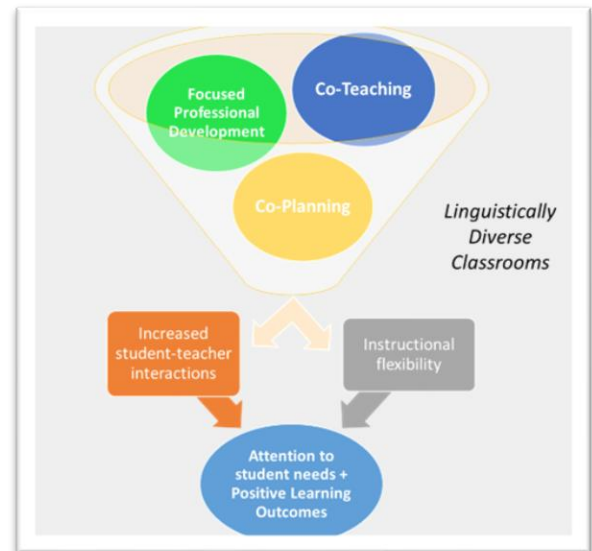 Focused
Professional
Development
Co-Teaching
Co-Planning
Linguistically
Diverse
Classrooms
Increased
student-teacher
interactions
Instructional
flexibility
Attention to
student needs +
Positive Learning
Outcomes